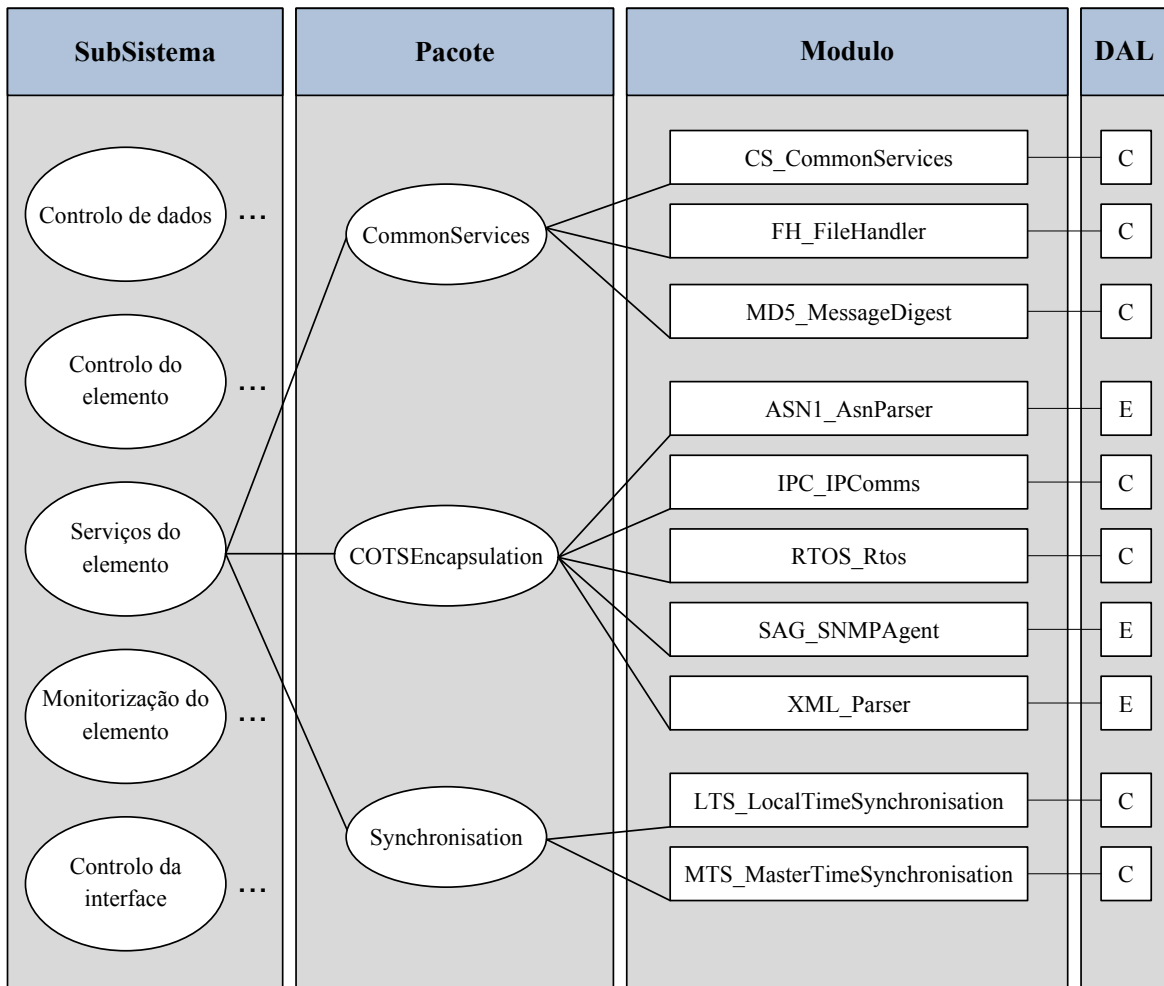 SubSistema
Pacote
Modulo
DAL
Controlo de dados
...
Controlo do
elemento
...
Serviços do
elemento
Monitorização do
elemento
...
Controlo da
interface
...
CommonServices
COTSEncapsulation
Synchronisation
CS_CommonServices
C
FH_FileHandler
C
MD5_MessageDigest
C
ASN1_AsnParser
E
IPC_IPComms
C
RTOS_Rtos
C
SAG_SNMPAgent
E
XML_Parser
E
LTS_LocalTimeSynchronisation
C
MTS_MasterTimeSynchronisation
C